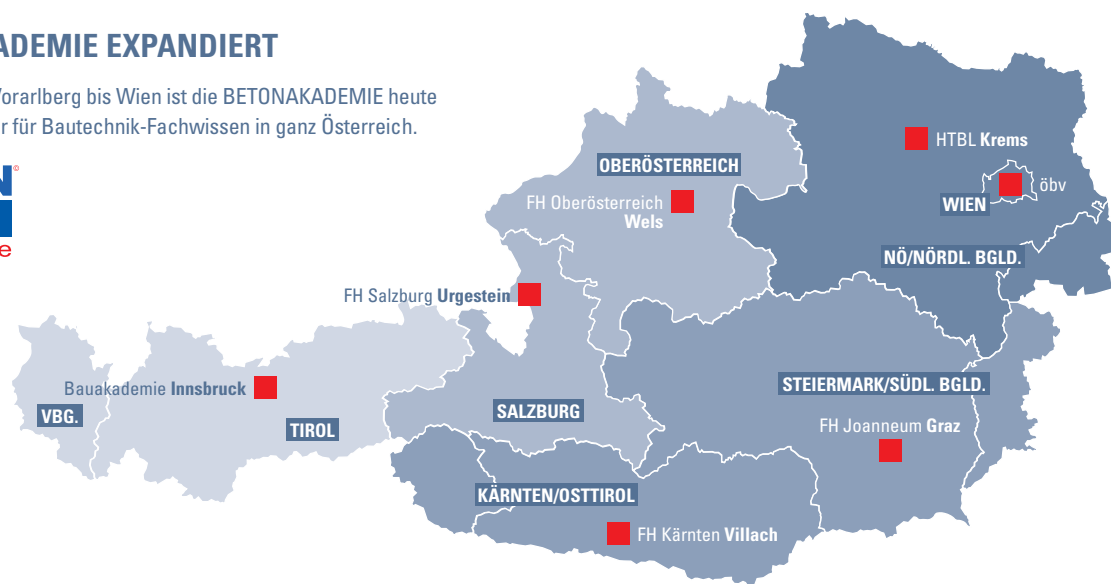 ADEMIE EXPANDIERT
Vorarlberg bis Wien ist die BETONAKADEMIE heute
r für Bautechnik-Fachwissen in ganz Österreich.
N©
e
HTBL Krems
OBERÖSTERREICH
öbv
FH Oberösterreich
Wels
WIEN
NÖ/NÖRDL. BGLD.
FH Salzburg Urgestein
Bauakademie Innsbruck
STEIERMARK/SÜDL. BGLD.
VBG.
SALZBURG
TIROL
FH Joanneum Graz
KÄRNTEN/OSTTIROL
FH Kärnten Villach